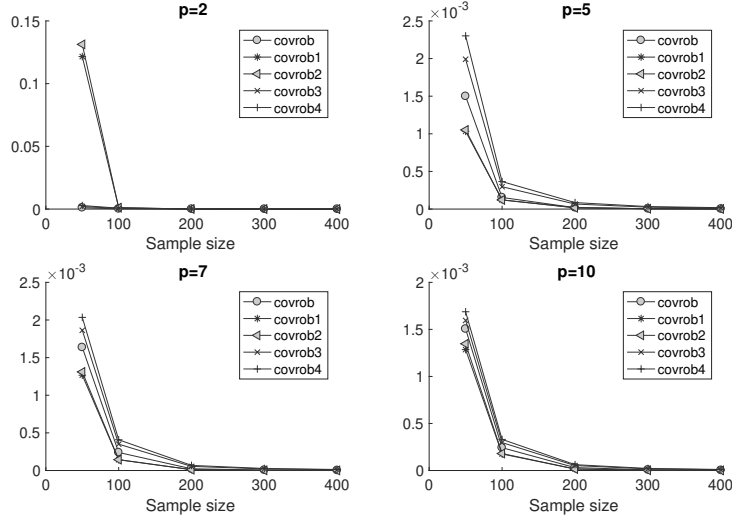 p=2
0.15
0.1
0.05
0
0 100 200 300 400
Sample size
covrob
covrob1
covrob2
covrob3
covrob4
×10⁻³ p=5
2.5
2
1.5
1
0.5
0
0 100 200 300 400
Sample size
covrob
covrob1
covrob2
covrob3
covrob4
×10⁻³ p=7
2.5
2
1.5
1
0.5
0
0 100 200 300 400
Sample size
covrob
covrob1
covrob2
covrob3
covrob4
×10⁻³ p=10
2
1.5
1
0.5
0
0 100 200 300 400
Sample size
covrob
covrob1
covrob2
covrob3
covrob4